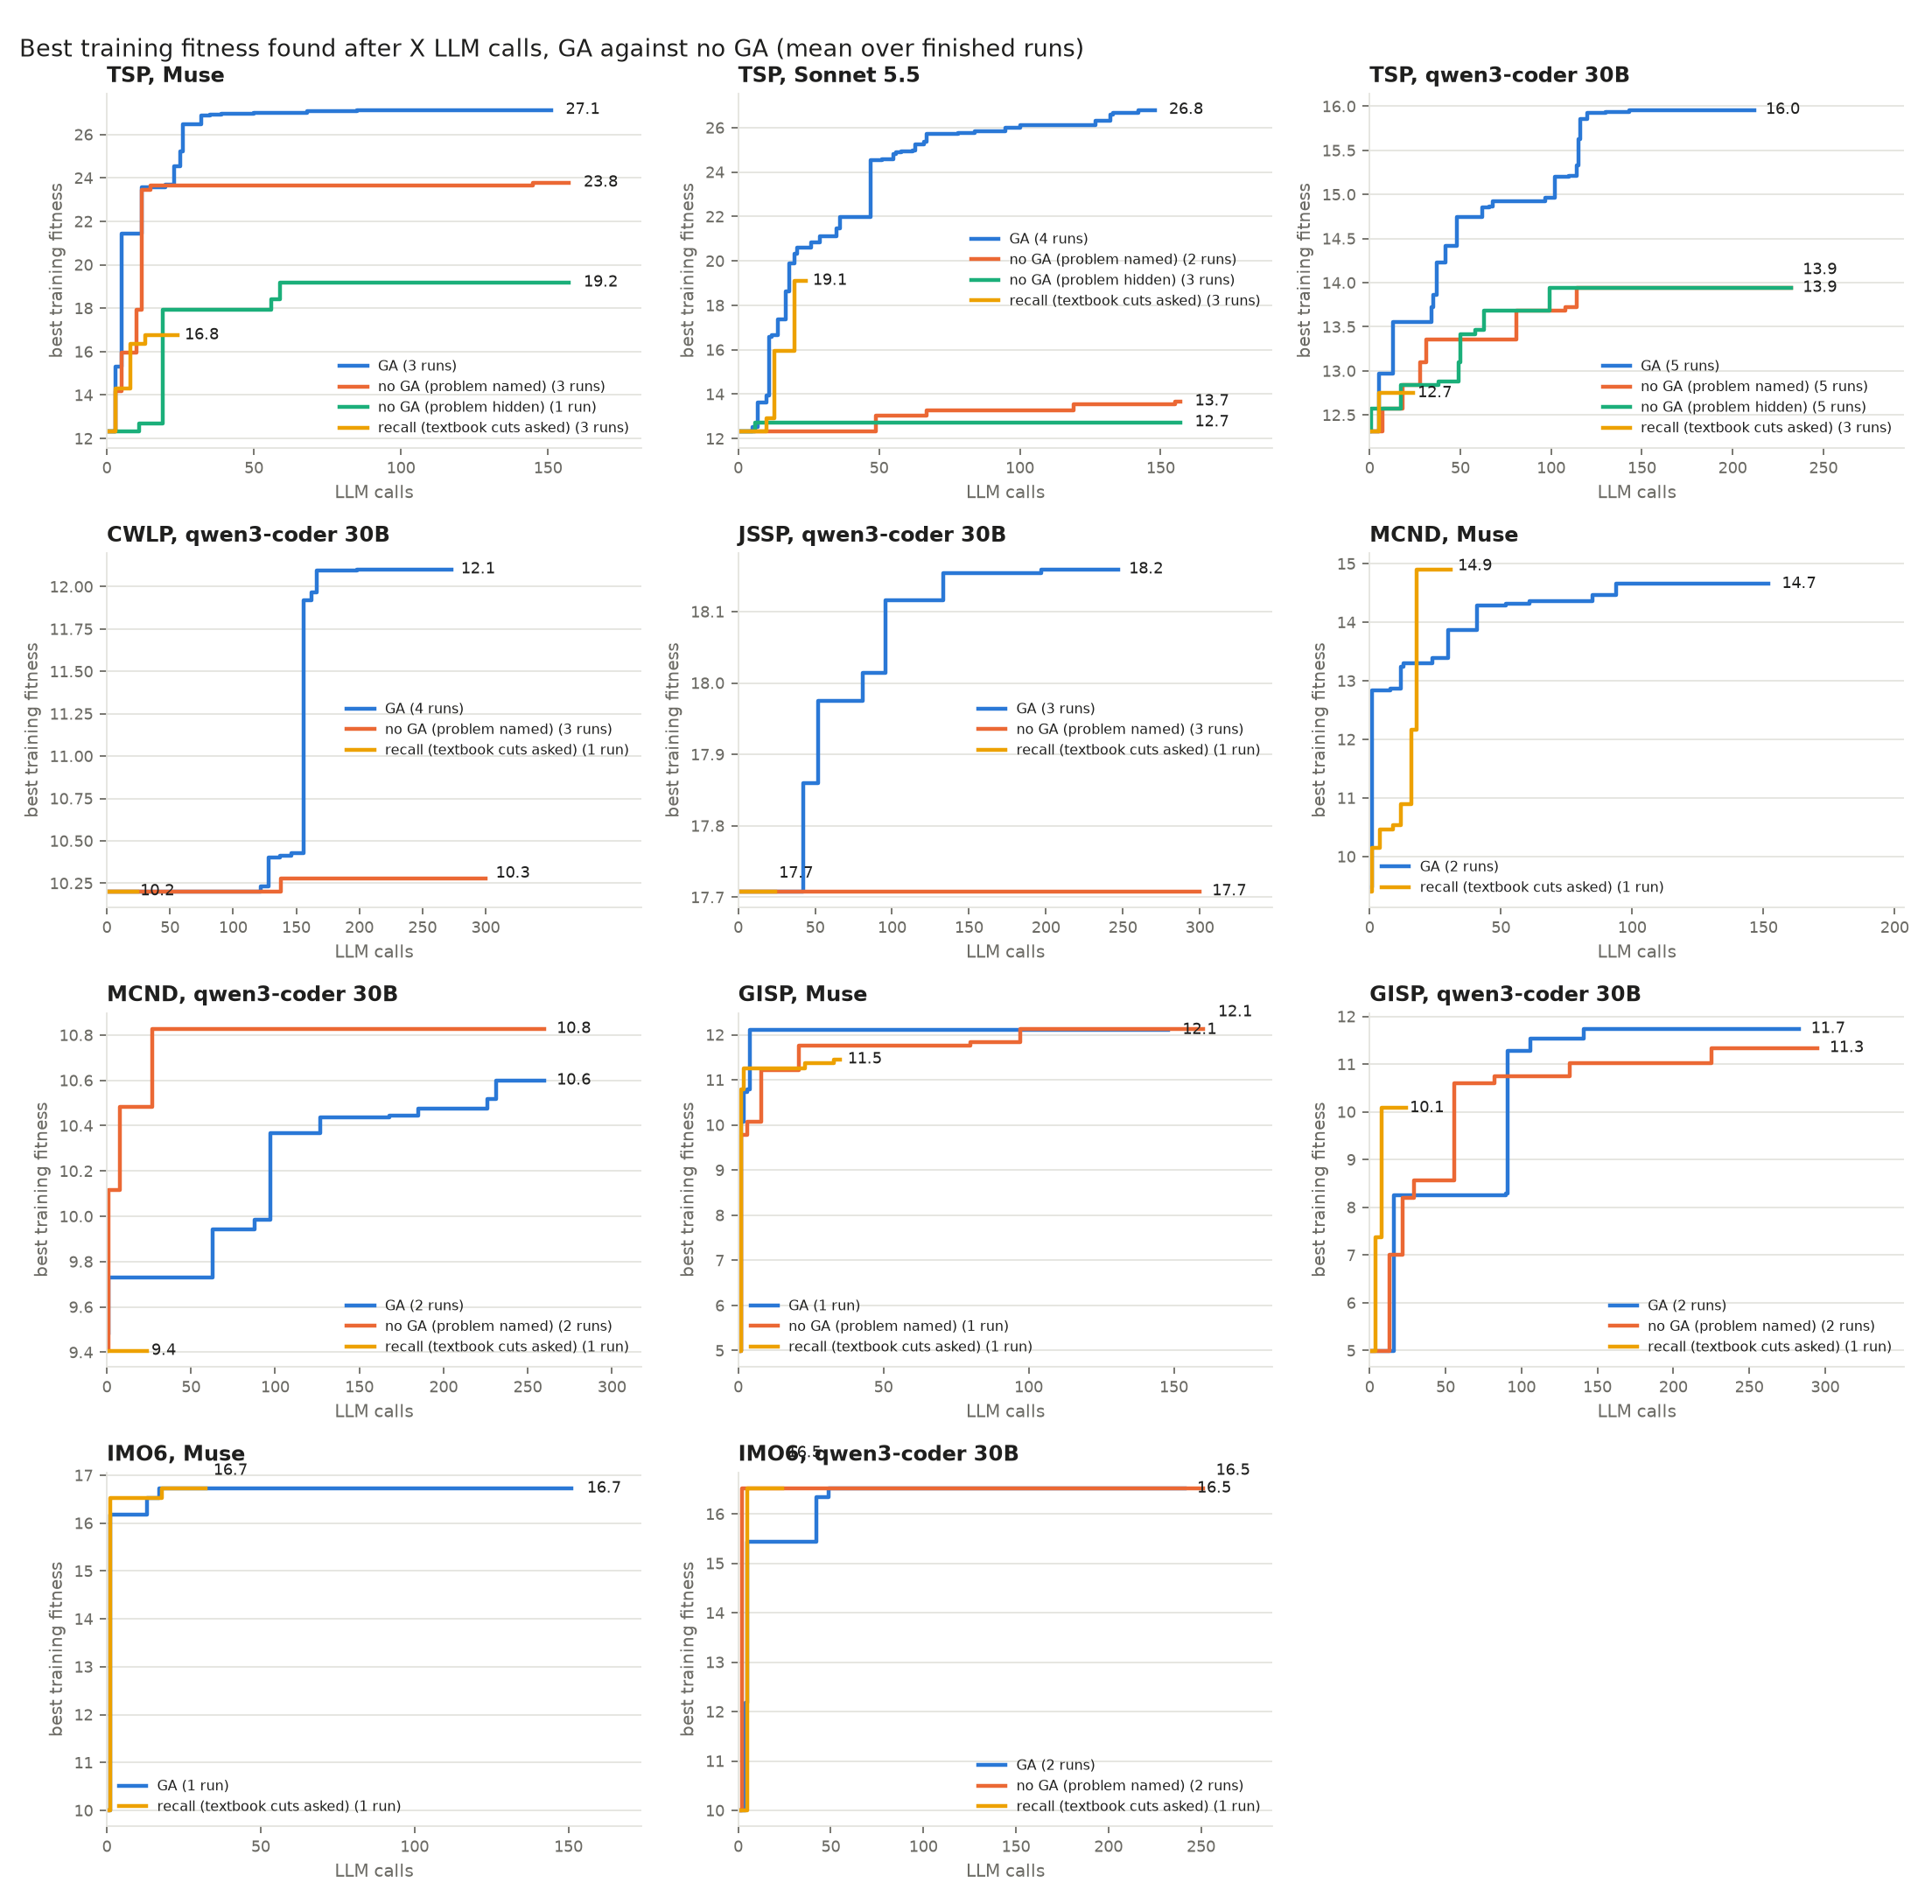 Best training fitness found after X LLM calls, GA against no GA (mean over finished runs)
TSP, Muse
27.1
23.8
19.2
16.8
best training fitness
26
24
22
20
18
16
14
12
GA (3 runs)
no GA (problem named) (3 runs)
no GA (problem hidden) (1 run)
recall (textbook cuts asked) (3 runs)
0 50 100 150
LLM calls
TSP, Sonnet 5.5
26.8
19.1
13.7
12.7
best training fitness
26
24
22
20
18
16
14
12
GA (4 runs)
no GA (problem named) (2 runs)
no GA (problem hidden) (3 runs)
recall (textbook cuts asked) (3 runs)
0 50 100 150
LLM calls
TSP, qwen3-coder 30B
16.0
13.9
13.9
12.7
best training fitness
16.0
15.5
15.0
14.5
14.0
13.5
13.0
12.5
GA (5 runs)
no GA (problem named) (5 runs)
no GA (problem hidden) (5 runs)
recall (textbook cuts asked) (3 runs)
0 50 100 150 200 250
LLM calls
CWLP, qwen3-coder 30B
12.1
10.3
10.2
best training fitness
12.00
11.75
11.50
11.25
11.00
10.75
10.50
10.25
GA (4 runs)
no GA (problem named) (3 runs)
recall (textbook cuts asked) (1 run)
0 50 100 150 200 250 300
LLM calls
JSSP, qwen3-coder 30B
18.2
17.7
17.7
best training fitness
18.1
18.0
17.9
17.8
17.7
GA (3 runs)
no GA (problem named) (3 runs)
recall (textbook cuts asked) (1 run)
0 50 100 150 200 250 300
LLM calls
MCND, Muse
14.9
14.7
best training fitness
15
14
13
12
11
10
GA (2 runs)
recall (textbook cuts asked) (1 run)
0 50 100 150 200
LLM calls
MCND, qwen3-coder 30B
10.8
10.6
9.4
best training fitness
10.8
10.6
10.4
10.2
10.0
9.8
9.6
9.4
GA (2 runs)
no GA (problem named) (2 runs)
recall (textbook cuts asked) (1 run)
0 50 100 150 200 250 300
LLM calls
GISP, Muse
12.1
12.1
11.5
best training fitness
12
11
10
9
8
7
6
5
GA (1 run)
no GA (problem named) (1 run)
recall (textbook cuts asked) (1 run)
0 50 100 150
LLM calls
GISP, qwen3-coder 30B
11.7
11.3
10.1
best training fitness
12
11
10
9
8
7
6
5
GA (2 runs)
no GA (problem named) (2 runs)
recall (textbook cuts asked) (1 run)
0 50 100 150 200 250 300
LLM calls
IMO6, Muse
16.7
16.7
best training fitness
17
16
15
14
13
12
11
10
GA (1 run)
recall (textbook cuts asked) (1 run)
0 50 100 150
LLM calls
IMO6, qwen3-coder 30B
16.5
16.5
16.5
best training fitness
16
15
14
13
12
11
10
GA (2 runs)
no GA (problem named) (2 runs)
recall (textbook cuts asked) (1 run)
0 50 100 150 200 250
LLM calls